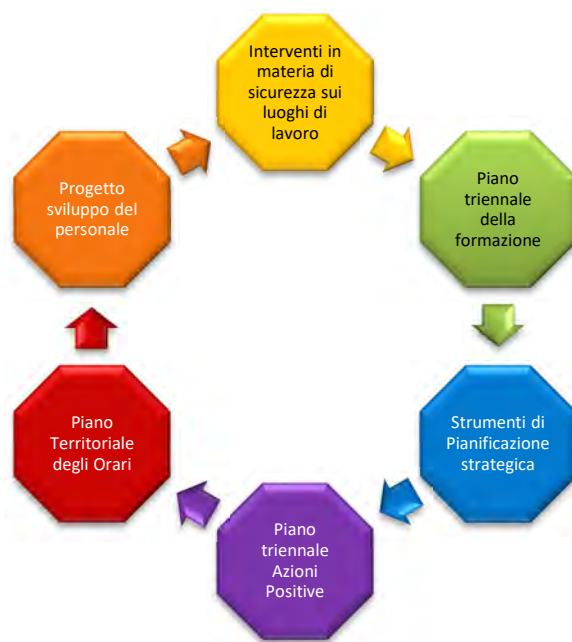 Interventi in
materia di
sicurezza sui
luoghi di
lavoro
Piano
triennale
della
formazione
Strumenti di
Pianificazione
strategica
Piano
triennale
Azioni
Positive
Piano
Territoriale
degli Orari
Progetto
sviluppo del
personale